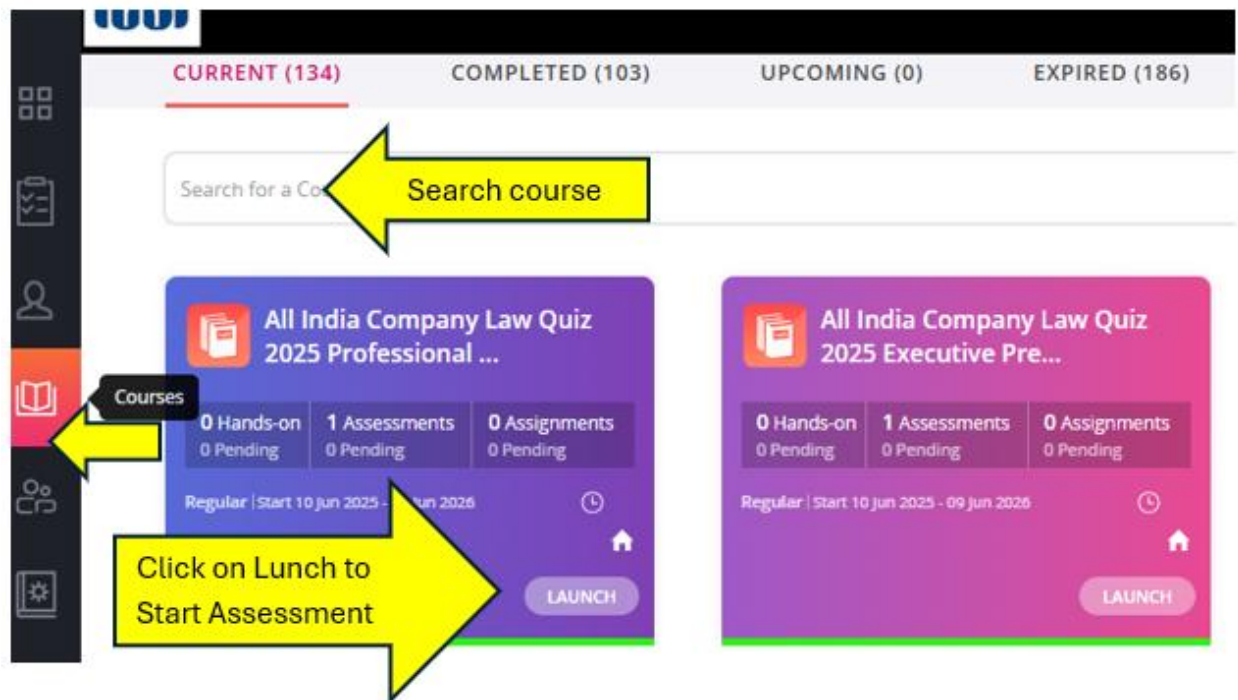 CURRENT (134) COMPLETED (103) UPCOMING (0) EXPIRED (186)
Search for a
Search course
All India Company Law Quiz
2025 Professional ...
All India Company Law Quiz
2025 Executive Pre...
Courses
0 Hands-on 1 Assessments 0 Assignments
0 Pending 0 Pending 0 Pending
0 Hands-on 1 Assessments 0 Assignments
0 Pending 0 Pending 0 Pending
Regular | Start 10 Jun 2025 - Jun 2026
Regular | Start 10 Jun 2025 - 09 Jun 2026
Click on Lunch to
Start Assessment
LAUNCH
LAUNCH